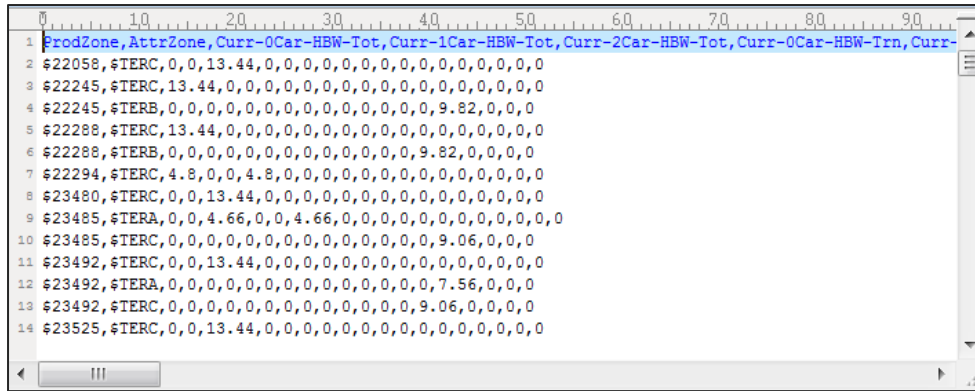 0 10 20 30 40 50 60 70 80 90
1 ProdZone,AttrZone,Curr-0Car-HBW-Tot,Curr-1Car-HBW-Tot,Curr-2Car-HBW-Tot,Curr-0Car-HBW-Trn,Curr-
2 $22058,$TERC,0,0,13.44,0,0,0,0,0,0,0,0,0,0,0,0,0,0,0
3 $22245,$TERC,13.44,0,0,0,0,0,0,0,0,0,0,0,0,0,0,0,0,0
4 $22245,$TERB,0,0,0,0,0,0,0,0,0,0,0,0,0,0,9.82,0,0,0
5 $22288,$TERC,13.44,0,0,0,0,0,0,0,0,0,0,0,0,0,0,0,0,0
6 $22288,$TERB,0,0,0,0,0,0,0,0,0,0,0,0,0,9.82,0,0,0,0
7 $22294,$TERC,4.8,0,0,4.8,0,0,0,0,0,0,0,0,0,0,0,0,0,0
8 $23480,$TERC,0,0,13.44,0,0,0,0,0,0,0,0,0,0,0,0,0,0,0
9 $23485,$TERA,0,0,4.66,0,0,4.66,0,0,0,0,0,0,0,0,0,0,0,0
10 $23485,$TERC,0,0,0,0,0,0,0,0,0,0,0,0,0,0,9.06,0,0,0
11 $23492,$TERC,0,0,13.44,0,0,0,0,0,0,0,0,0,0,0,0,0,0,0
12 $23492,$TERA,0,0,0,0,0,0,0,0,0,0,0,0,0,0,7.56,0,0,0
13 $23492,$TERC,0,0,0,0,0,0,0,0,0,0,0,0,0,9.06,0,0,0,0
14 $23525,$TERC,0,0,13.44,0,0,0,0,0,0,0,0,0,0,0,0,0,0,0